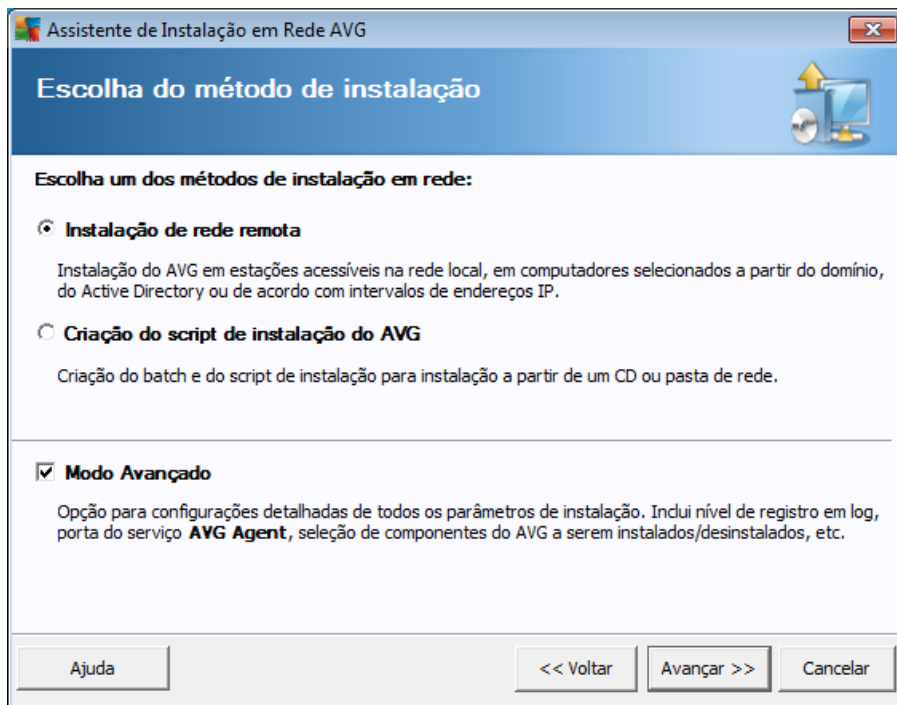 Assistente de Instalação em Rede AVG
Escolha do método de instalação
Escolha um dos métodos de instalação em rede:
Instalação de rede remota
Instalação do AVG em estações acessíveis na rede local, em computadores selecionados a partir do domínio,
do Active Directory ou de acordo com intervalos de endereços IP.
Criação do script de instalação do AVG
Criação do batch e do script de instalação para instalação a partir de um CD ou pasta de rede.
Modo Avançado
Opção para configurações detalhadas de todos os parâmetros de instalação. Inclui nível de registro em log,
porta do serviço AVG Agent, seleção de componentes do AVG a serem instalados/desinstalados, etc.
Ajuda
<< Voltar
Avançar >>
Cancelar